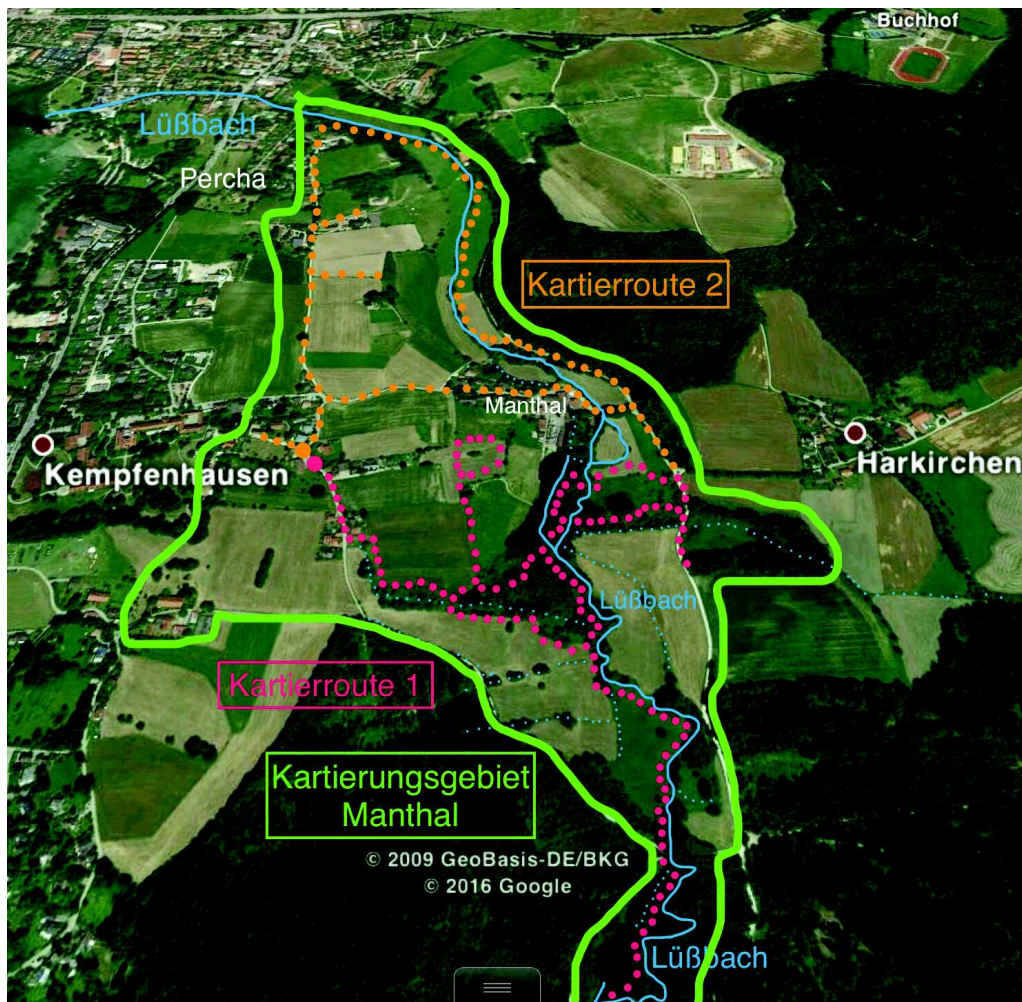 Buchhof
Lüßbach
Percha
Kartierroute 2
Manthal
Kempfenhausen
Harkirchen
Lüßbach
Kartierroute 1
Kartierungsgebiet
Manthal
© 2009 GeoBasis-DE/BKG
© 2016 Google
Lüßbach